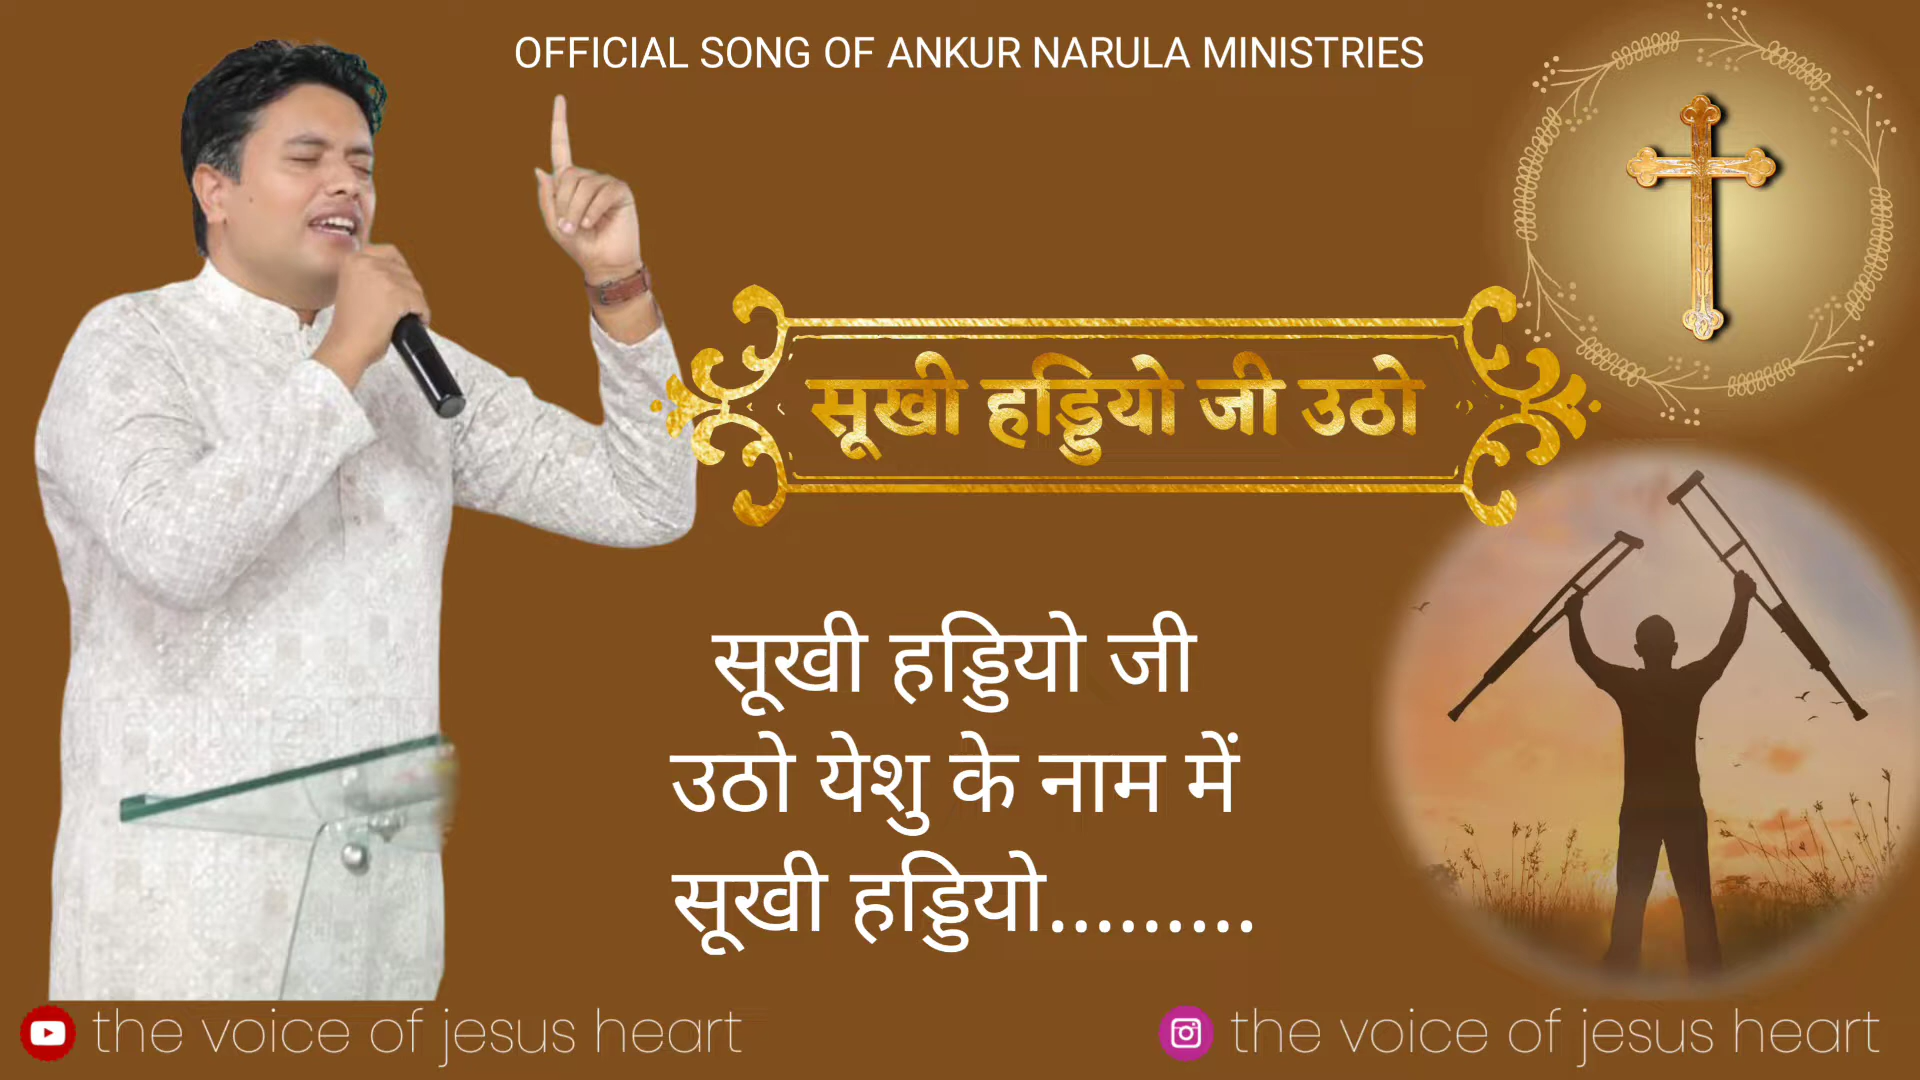 OFFICIAL SONG OF ANKUR NARULA MINISTRIES
सूखी हड्डियो जी उठो
सूखी हड्डियो जी
उठो येशु के नाम में
सूखी हड्डियो.........
the voice of jesus heart
the voice of jesus heart